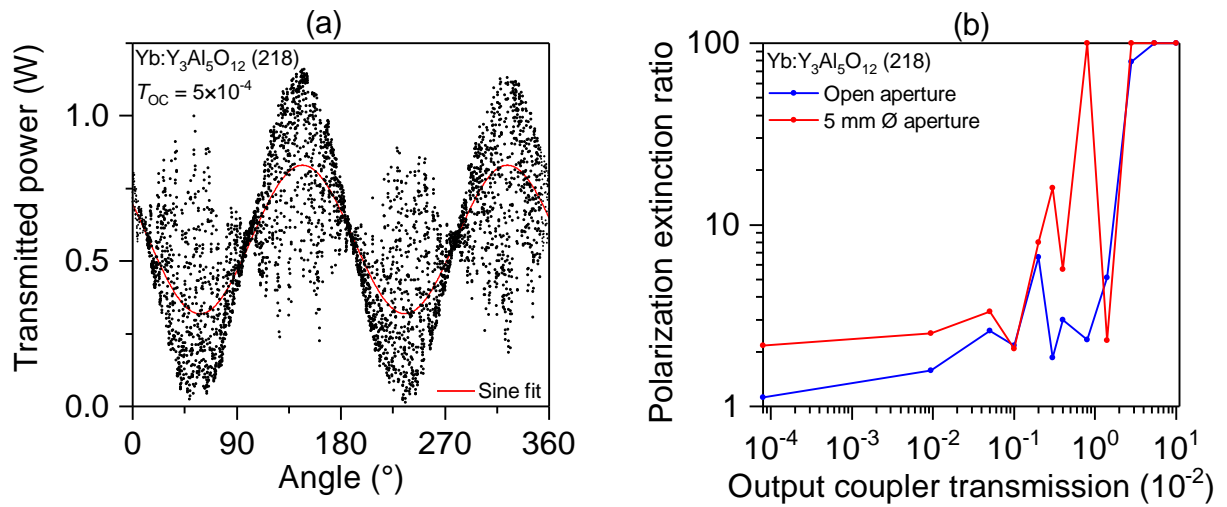 (a)
Transmitted power (W)
1.0
0.5
0.0
Yb:Y₃Al₅O₁₂ (218)
T_OC = 5×10⁻⁴
Sine fit
0 90 180 270 360
Angle (°)
(b)
Polarization extinction ratio
100
10
1
Yb:Y₃Al₅O₁₂ (218)
Open aperture
5 mm Ø aperture
10⁻⁴ 10⁻³ 10⁻² 10⁻¹ 10⁰ 10¹
Output coupler transmission (10⁻²)